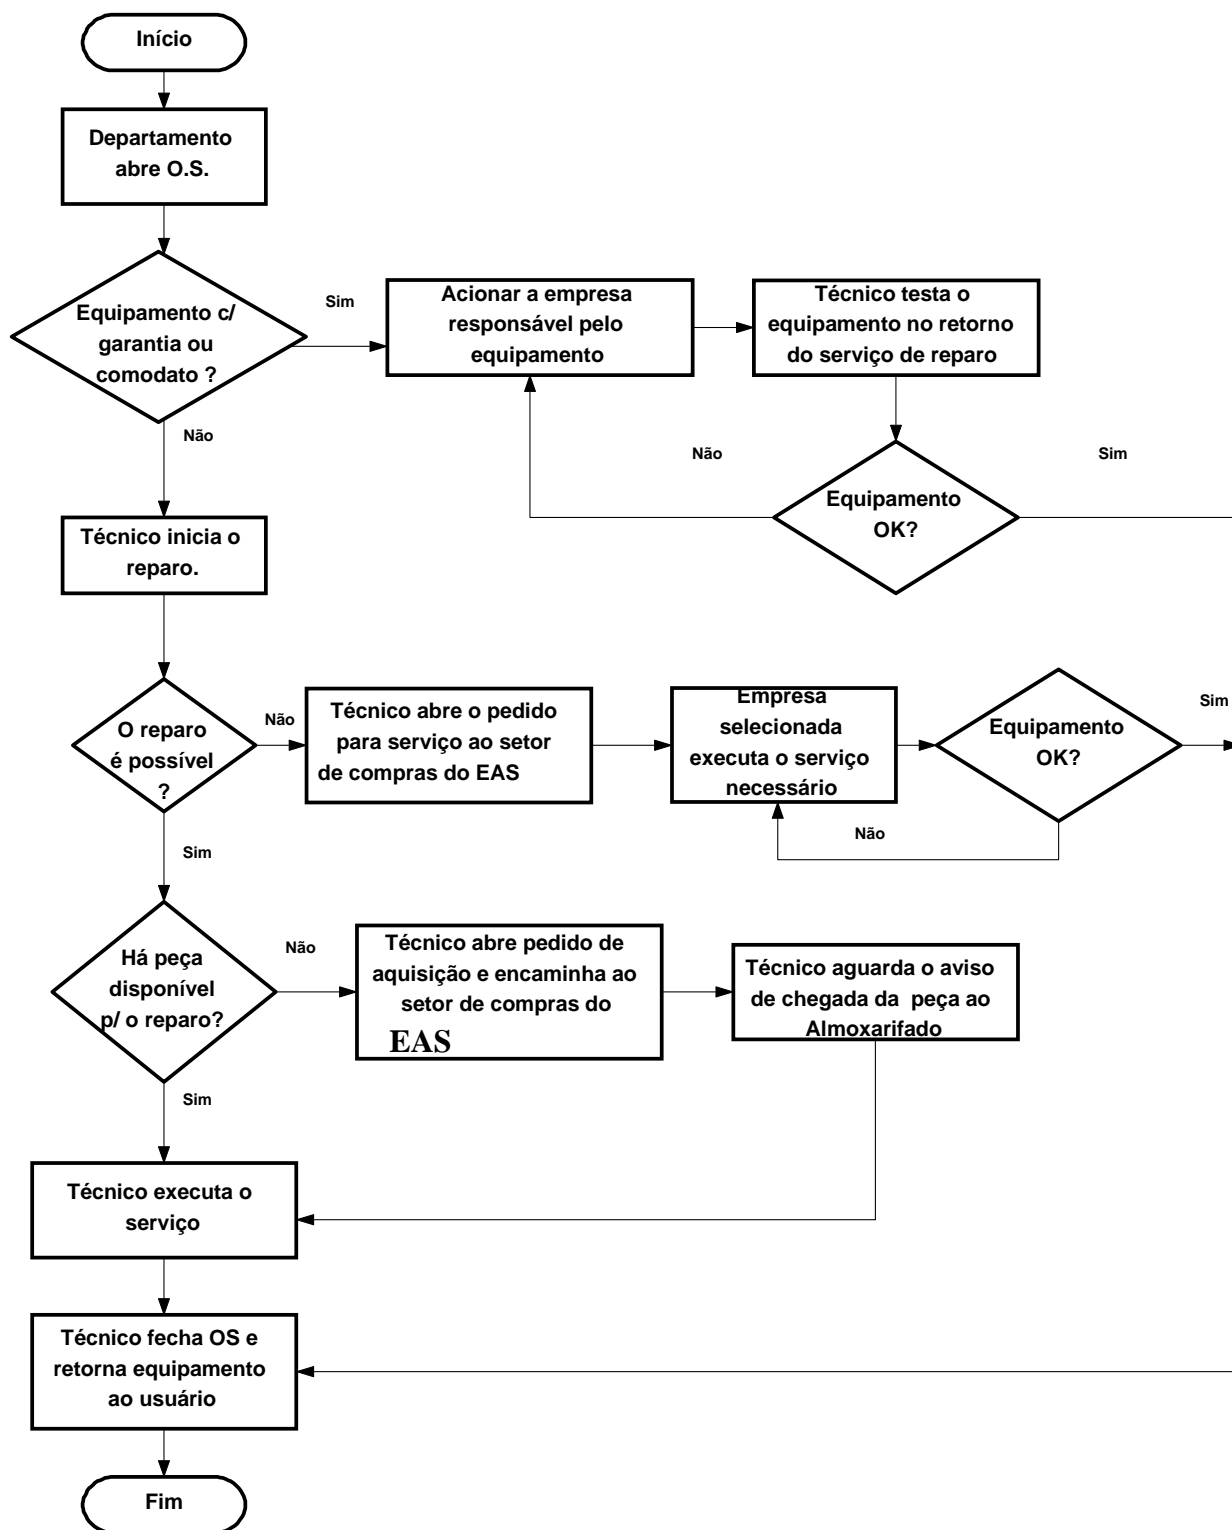 Início
Departamento
abre O.S.
Equipamento c/
garantia ou
comodato ?
Sim
Acionar a empresa
responsável pelo
equipamento
Técnico testa o
equipamento no retorno
do serviço de reparo
Não
Não
Sim
Equipamento
OK?
Técnico inicia o
reparo.
O reparo
é possível
?
Não
Técnico abre o pedido
para serviço ao setor
de compras do EAS
Empresa
selecionada
executa o serviço
necessário
Equipamento
OK?
Sim
Não
Sim
Há peça
disponível
p/ o reparo?
Não
Técnico abre pedido de
aquisição e encaminha ao
setor de compras do
EAS
Técnico aguarda o aviso
de chegada da  peça ao
Almoxarifado
Sim
Técnico executa o
serviço
Técnico fecha OS e
retorna equipamento
ao usuário
Fim